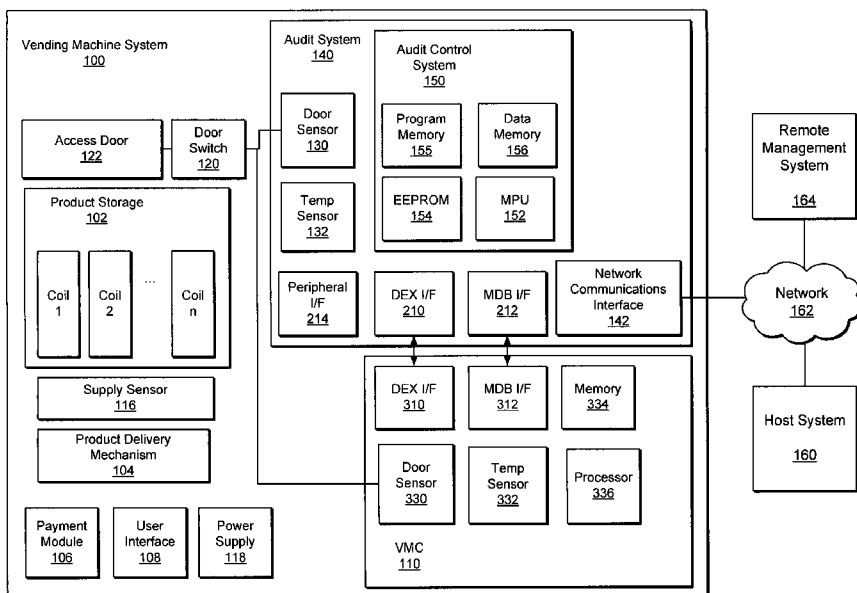 Vending Machine System
100
Access Door
122
Door
Switch
120
Product Storage
102
Coil
1
Coil
2
...
Coil
n
Supply Sensor
116
Product Delivery
Mechanism
104
Payment
Module
106
User
Interface
108
Power
Supply
118
Audit System
140
Door
Sensor
130
Temp
Sensor
132
Audit Control
System
150
Program
Memory
155
Data
Memory
156
EEPROM
154
MPU
152
Peripheral
I/F
214
DEX I/F
210
MDB I/F
212
Network
Communications
Interface
142
DEX I/F
310
MDB I/F
312
Memory
334
Door
Sensor
330
Temp
Sensor
332
Processor
336
VMC
110
Remote
Management
System
164
Network
162
Host System
160